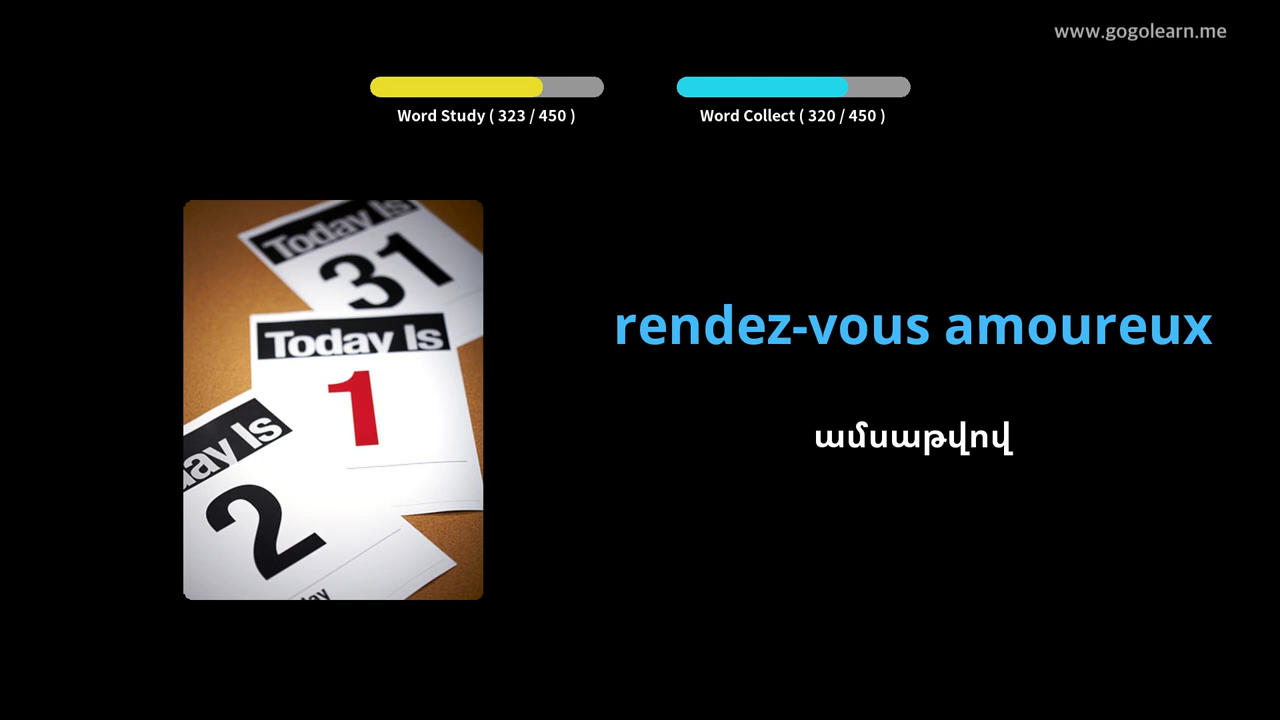 www.gogolearn.me
Word Study ( 323 / 450 )
Word Collect ( 320 / 450 )
Today Is
31
Today Is
1
ay Is
2
day
rendez-vous amoureux
ամսաթվով